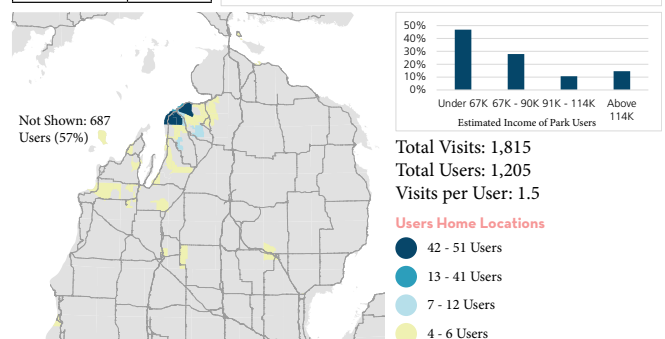 50%
40%
30%
20%
10%
0%
Under 67K 67K - 90K 91K - 114K Above
114K
Estimated Income of Park Users
Not Shown: 687
Users (57%)
Total Visits: 1,815
Total Users: 1,205
Visits per User: 1.5
Users Home Locations
42 - 51 Users
13 - 41 Users
7 - 12 Users
4 - 6 Users